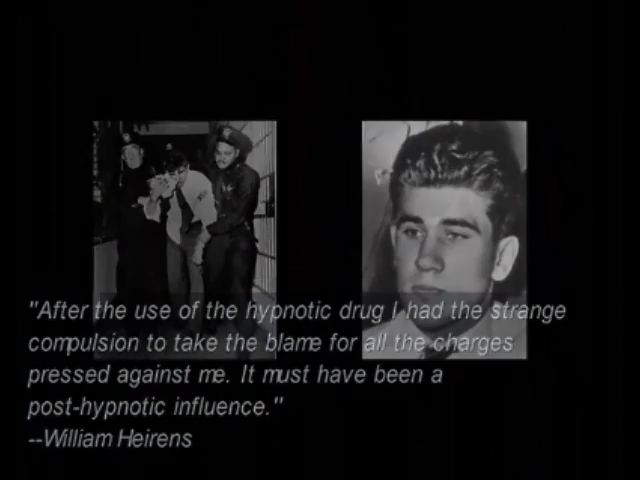 "After the use of the hypnotic drug I had the strange
compulsion to take the blame for all the charges
pressed against me. It must have been a
post-hypnotic influence."
--William Heirens